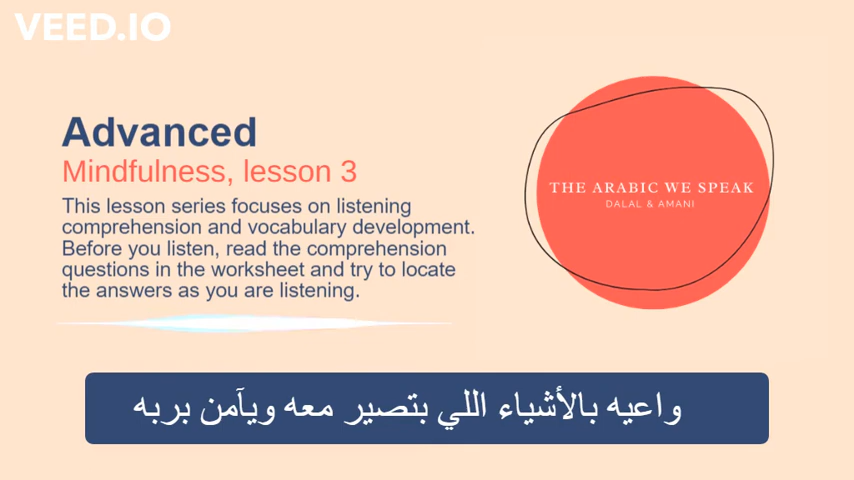 VEED.IO
Advanced
Mindfulness, lesson 3
This lesson series focuses on listening
comprehension and vocabulary development.
Before you listen, read the comprehension
questions in the worksheet and try to locate
the answers as you are listening.
THE ARABIC WE SPEAK
DALAL & AMANI
واعيه بالأشياء اللي بتصير معه ويآمن بربه